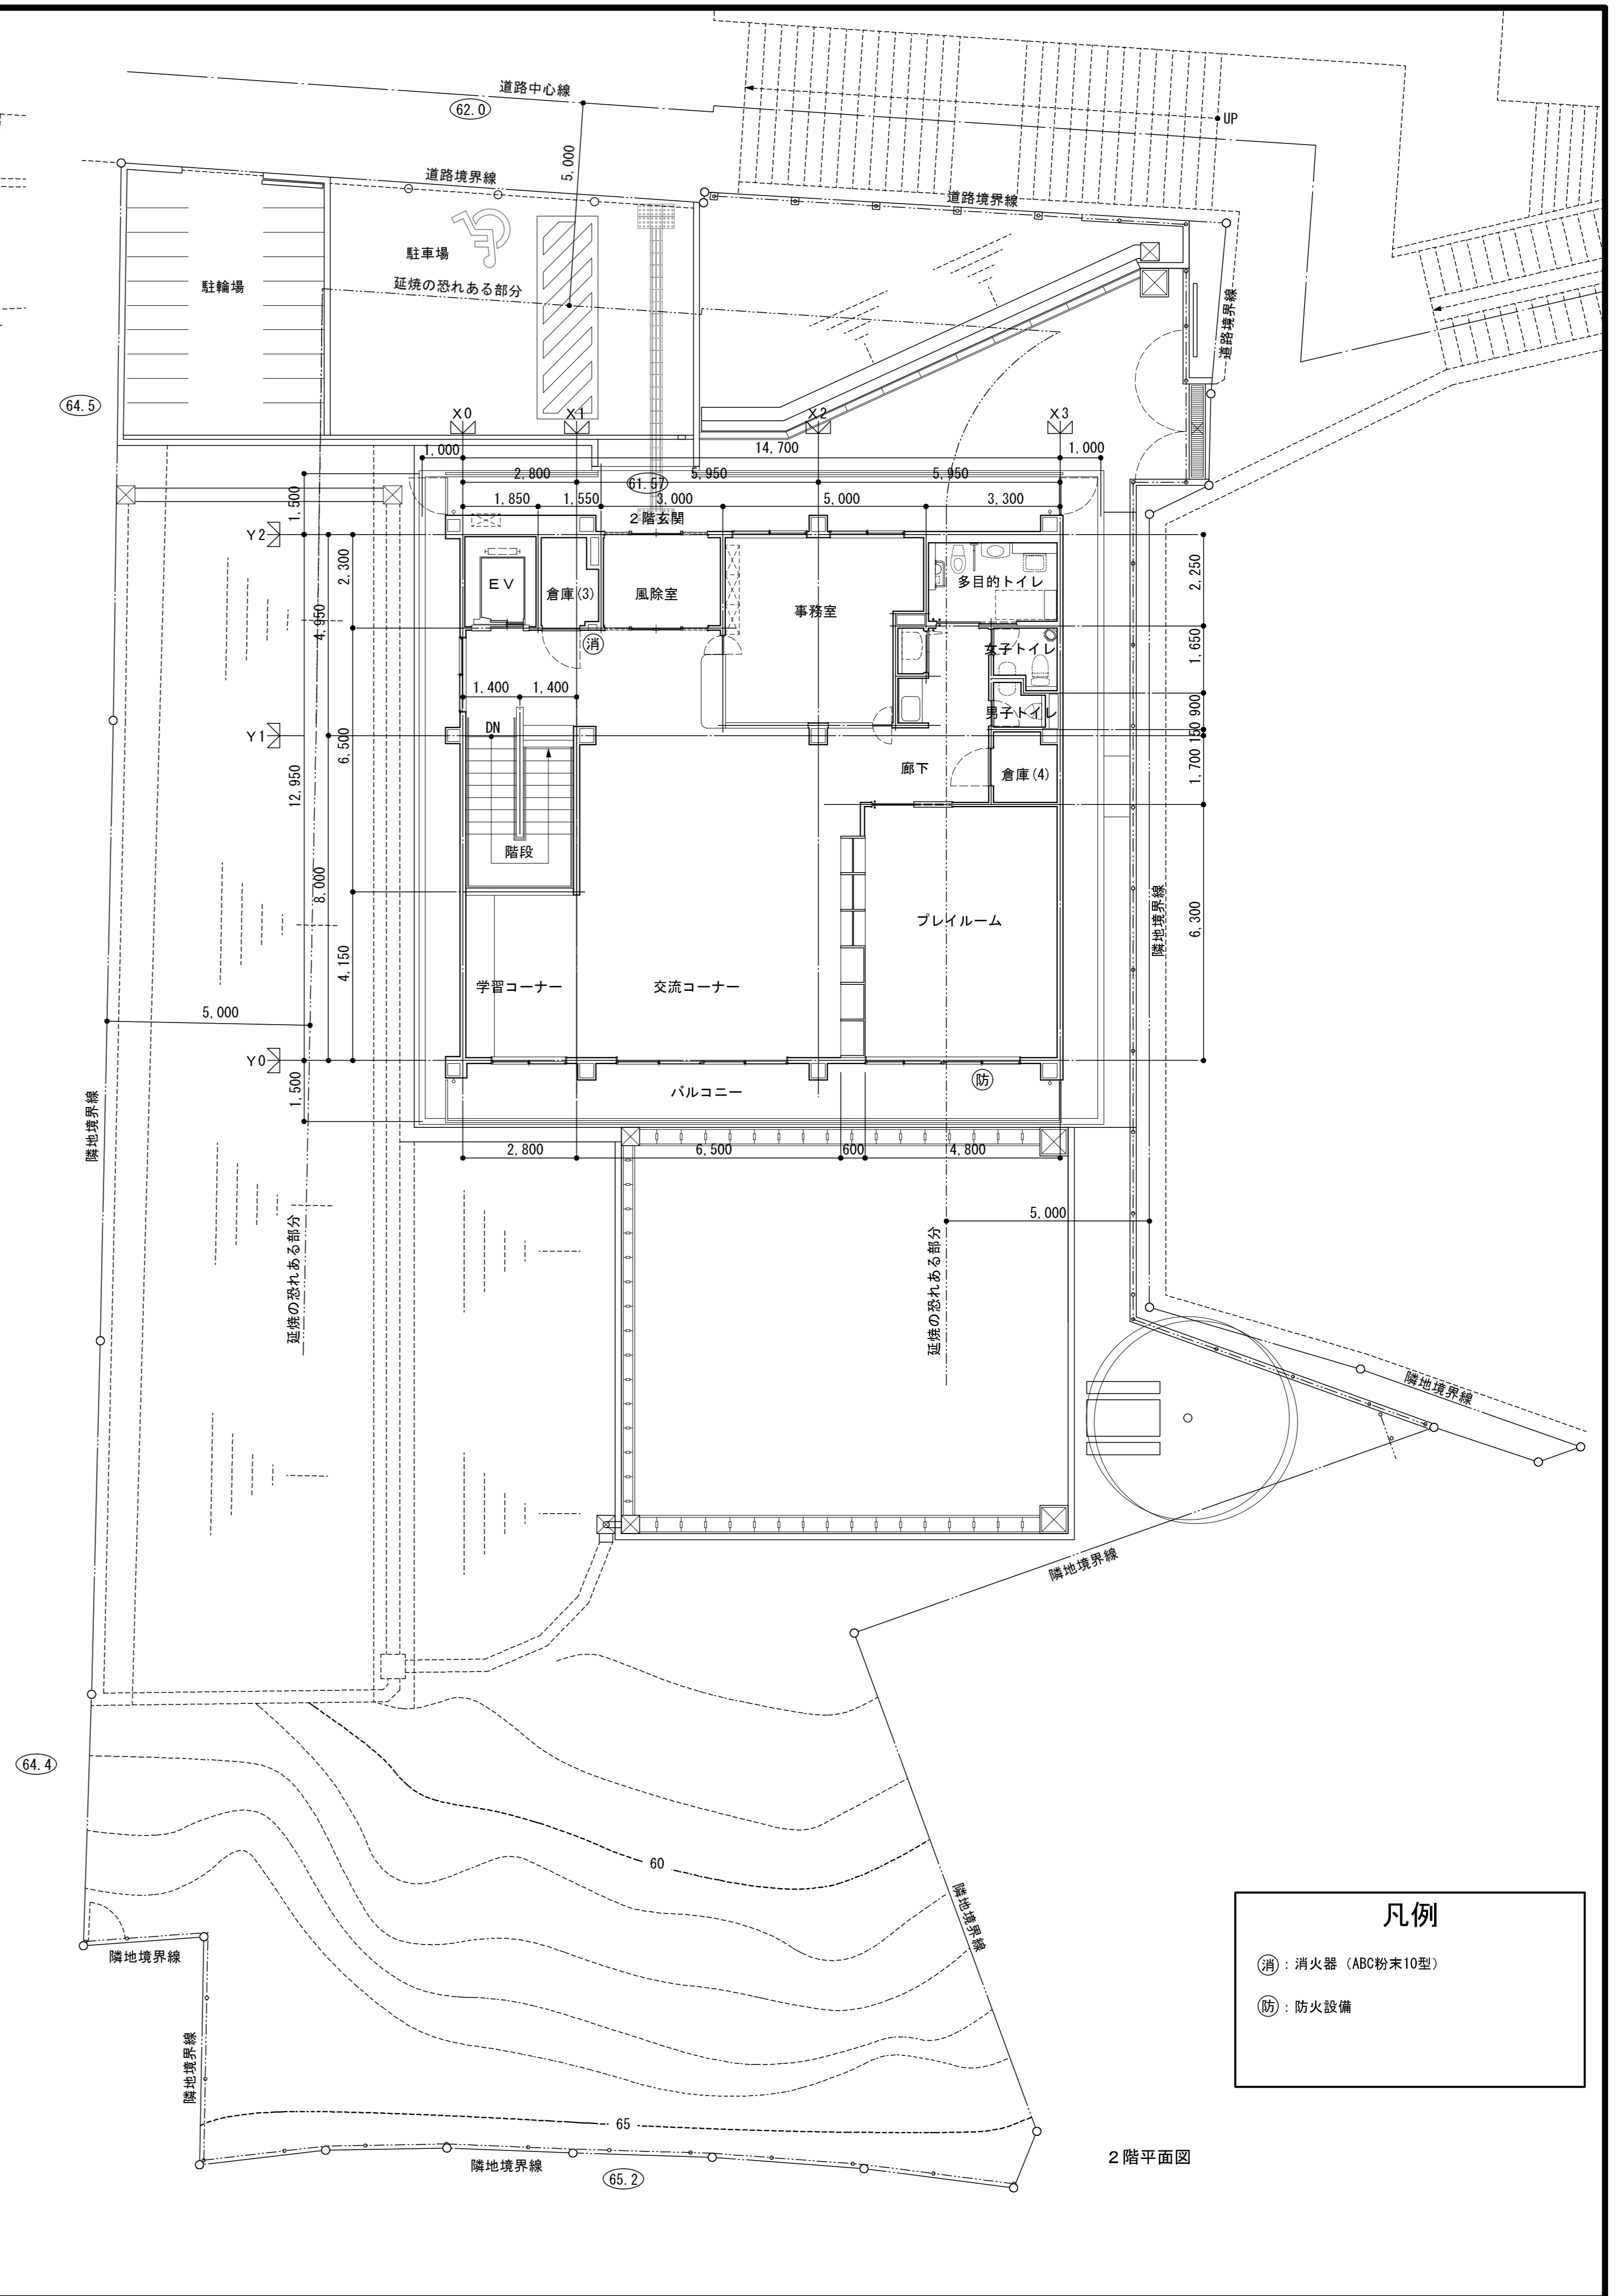 道路中心線
62.0
UP
5,000
道路境界線
道路境界線
駐車場
延焼の恐れある部分
駐輪場
道路境界線
64.5
X0
X1
X2
X3
1,000
14,700
1,000
2,800
5,950
5,950
61.57
1,850
1,550
3,000
5,000
3,300
2階玄関
1,500
Y2
2,300
4,950
EV
倉庫(3)
風除室
事務室
多目的トイレ
2,250
消
女子トイレ
1,650
1,400
1,400
男子トイレ
900
DN
Y1
150
6,500
12,950
廊下
倉庫(4)
1,700
階段
8,000
プレイルーム
6,300
隣地境界線
4,150
学習コーナー
交流コーナー
5,000
Y0
防
1,500
バルコニー
隣地境界線
2,800
6,500
600
4,800
5,000
延焼の恐れある部分
延焼の恐れある部分
隣地境界線
隣地境界線
64.4
60
隣地境界線
隣地境界線
隣地境界線
65
隣地境界線
65.2
2階平面図
凡例
消：消火器（ABC粉末10型）
防：防火設備